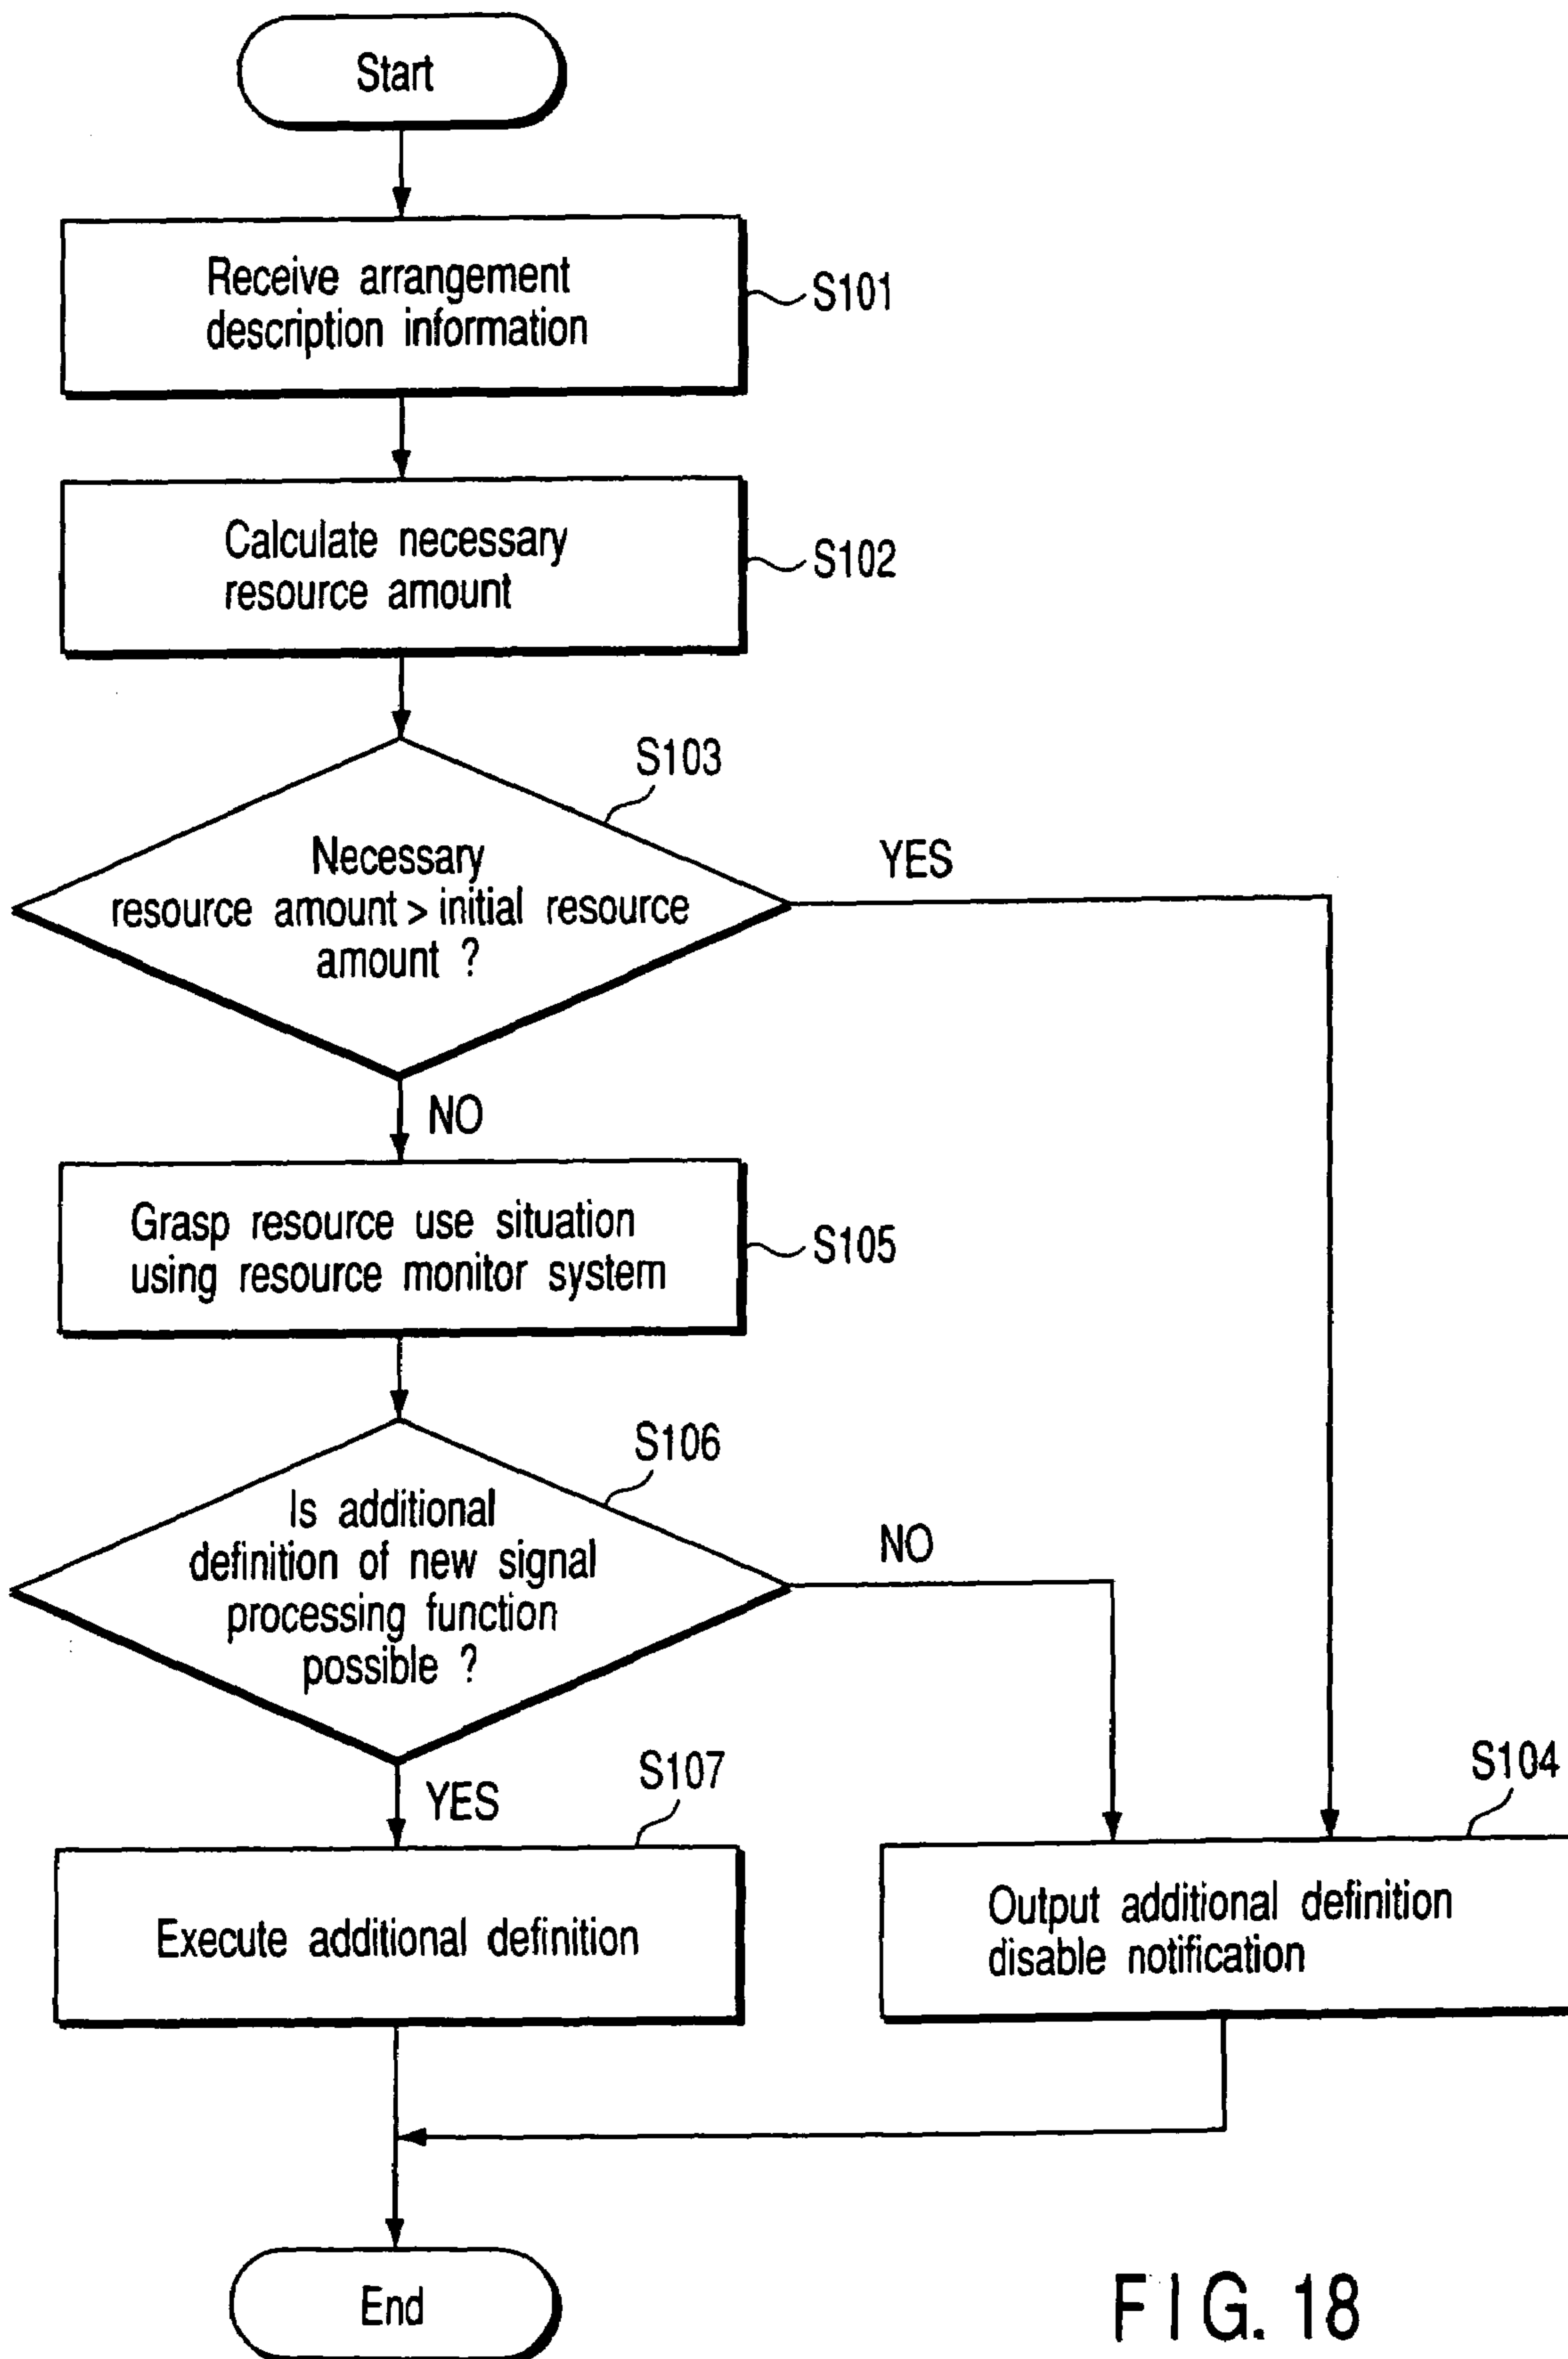 Start
Receive arrangement
description information
S101
Calculate necessary
resource amount
S102
S103
Necessary
resource amount > initial resource
amount ?
YES
NO
Grasp resource use situation
using resource monitor system
S105
S106
Is additional
definition of new signal
processing function
possible ?
NO
YES
S107
Execute additional definition
S104
Output additional definition
disable notification
End
FIG. 18